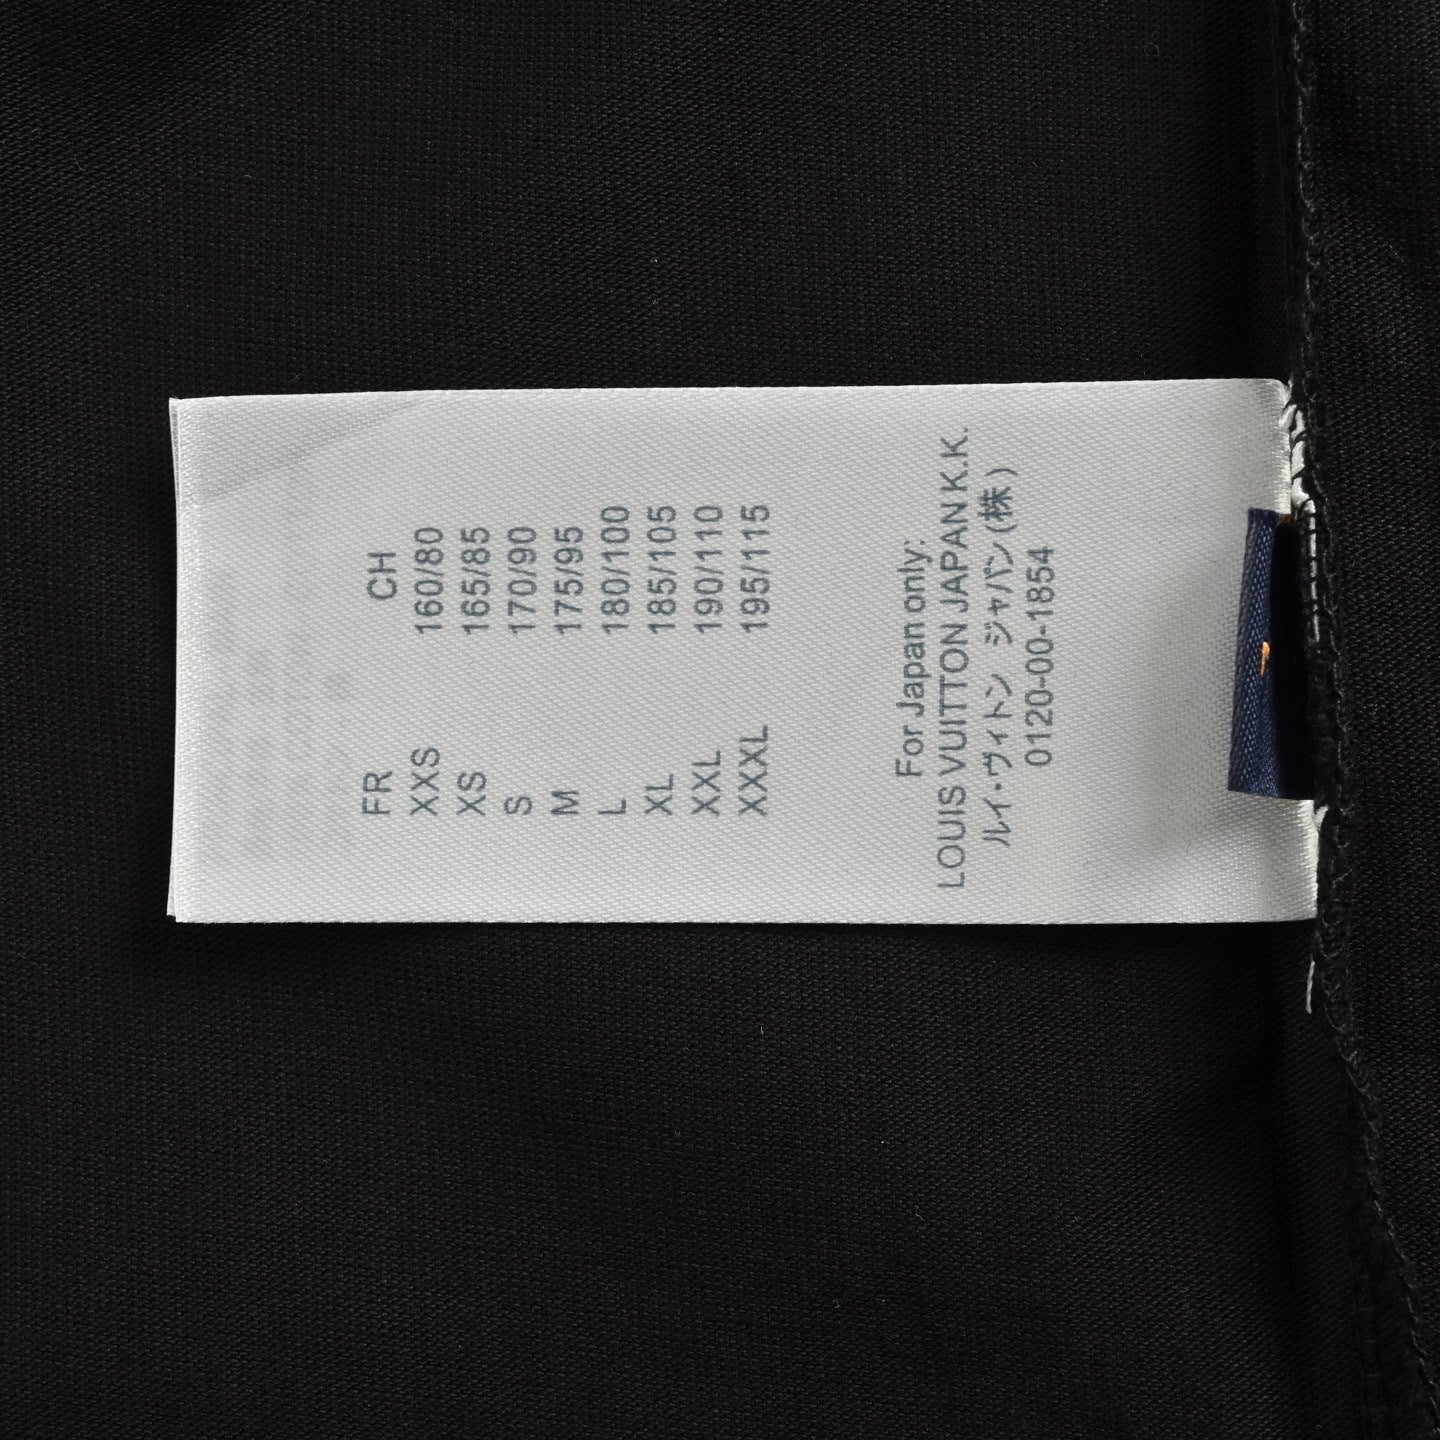 FR CH
XXS 160/80
XS 165/85
S 170/90
M 175/95
L 180/100
XL 185/105
XXL 190/110
XXXL 195/115
For Japan only:
LOUIS VUITTON JAPAN K.K.
ルイ・ヴィトン ジャパン(株)
0120-00-1854